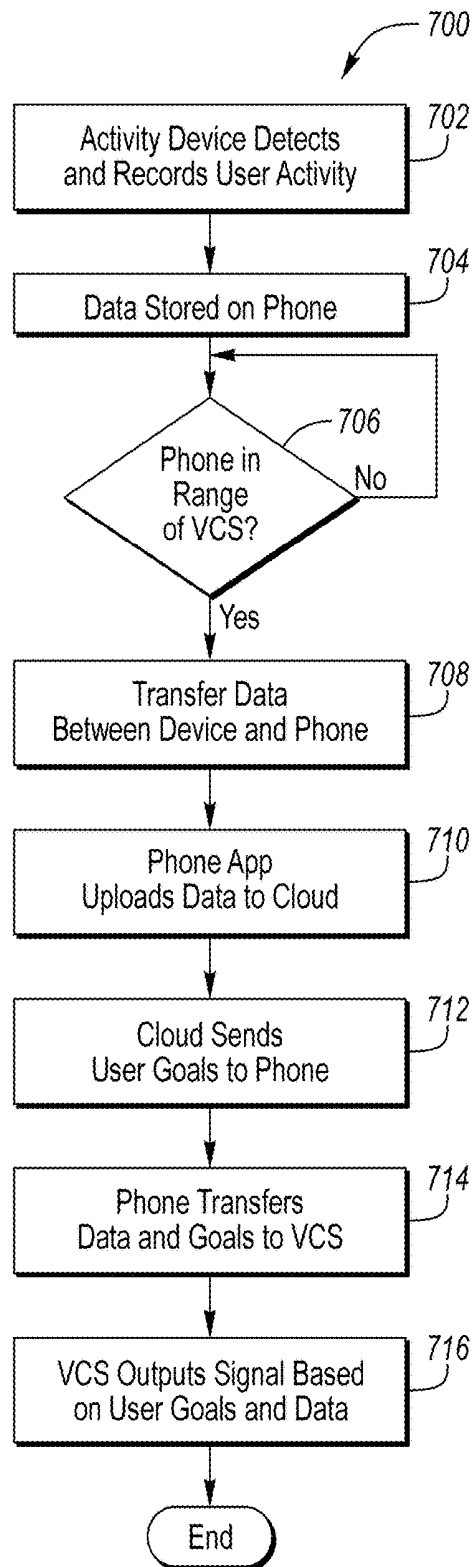 700
702
Activity Device Detects
and Records User Activity
704
Data Stored on Phone
706
Phone in
Range
of VCS?
No
Yes
708
Transfer Data
Between Device and Phone
710
Phone App
Uploads Data to Cloud
712
Cloud Sends
User Goals to Phone
714
Phone Transfers
Data and Goals to VCS
716
VCS Outputs Signal Based
on User Goals and Data
End